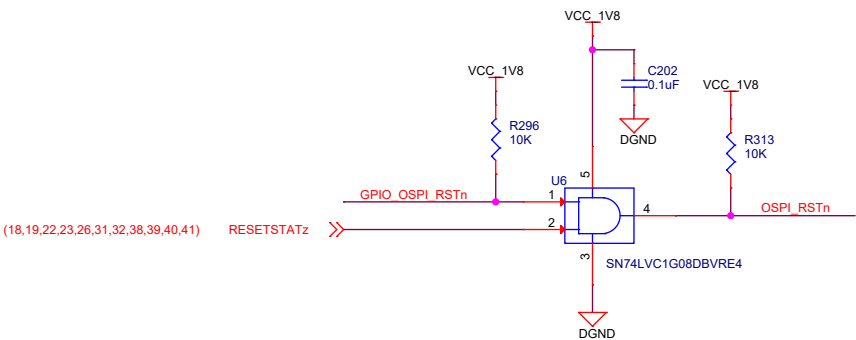 VCC_1V8
VCC_1V8
C202
0.1uF
VCC_1V8
DGND
R296
10K
R313
10K
U6
5
GPIO_OSPI_RSTn
1
4
OSPI_RSTn
(18,19,22,23,26,31,32,38,39,40,41)
RESETSTATz
2
3
SN74LVC1G08DBVRE4
DGND